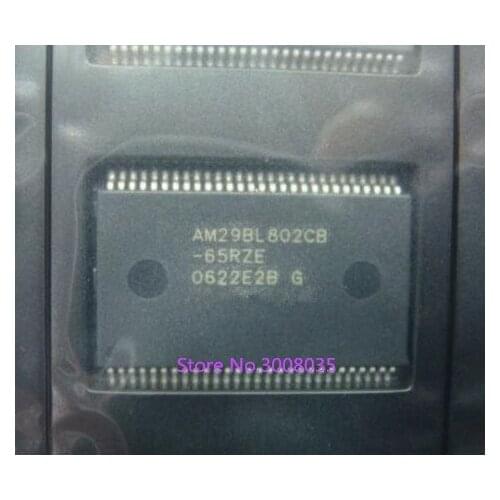 AM29BL802CB
-65RZE
0622E2B G
Store No.3008035